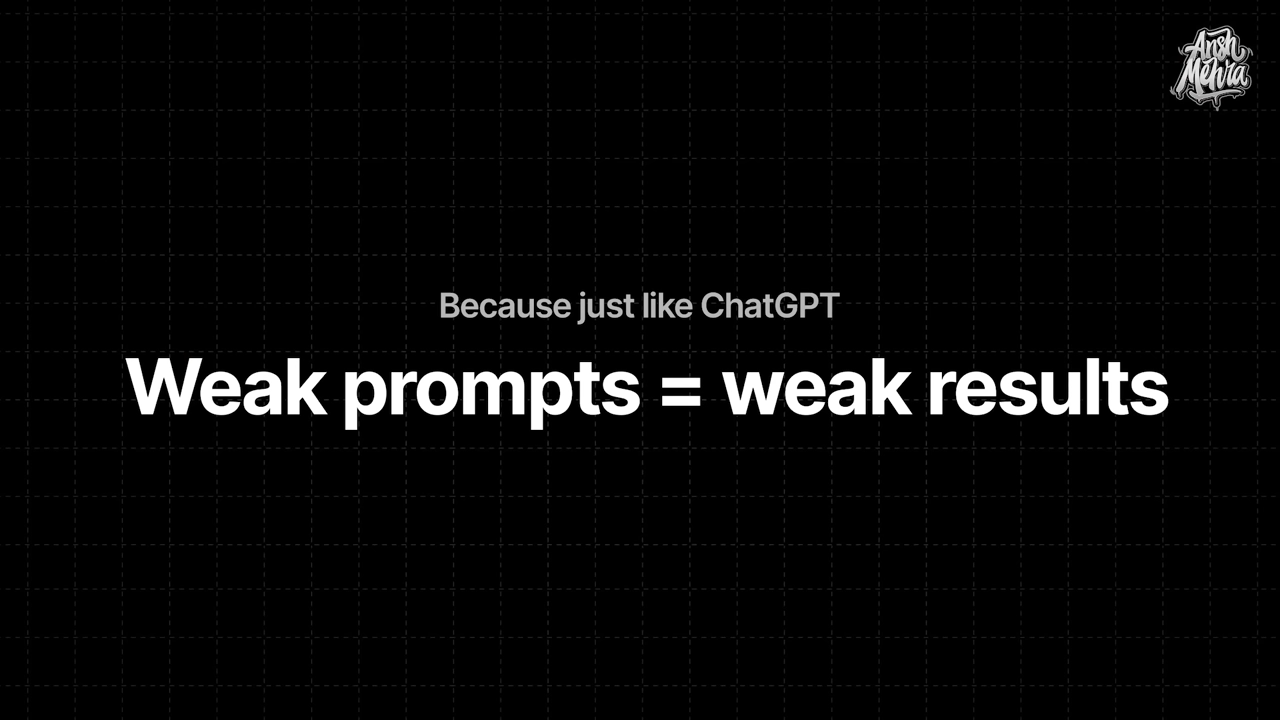 Ansh
Mehra
Because just like ChatGPT
Weak prompts = weak results